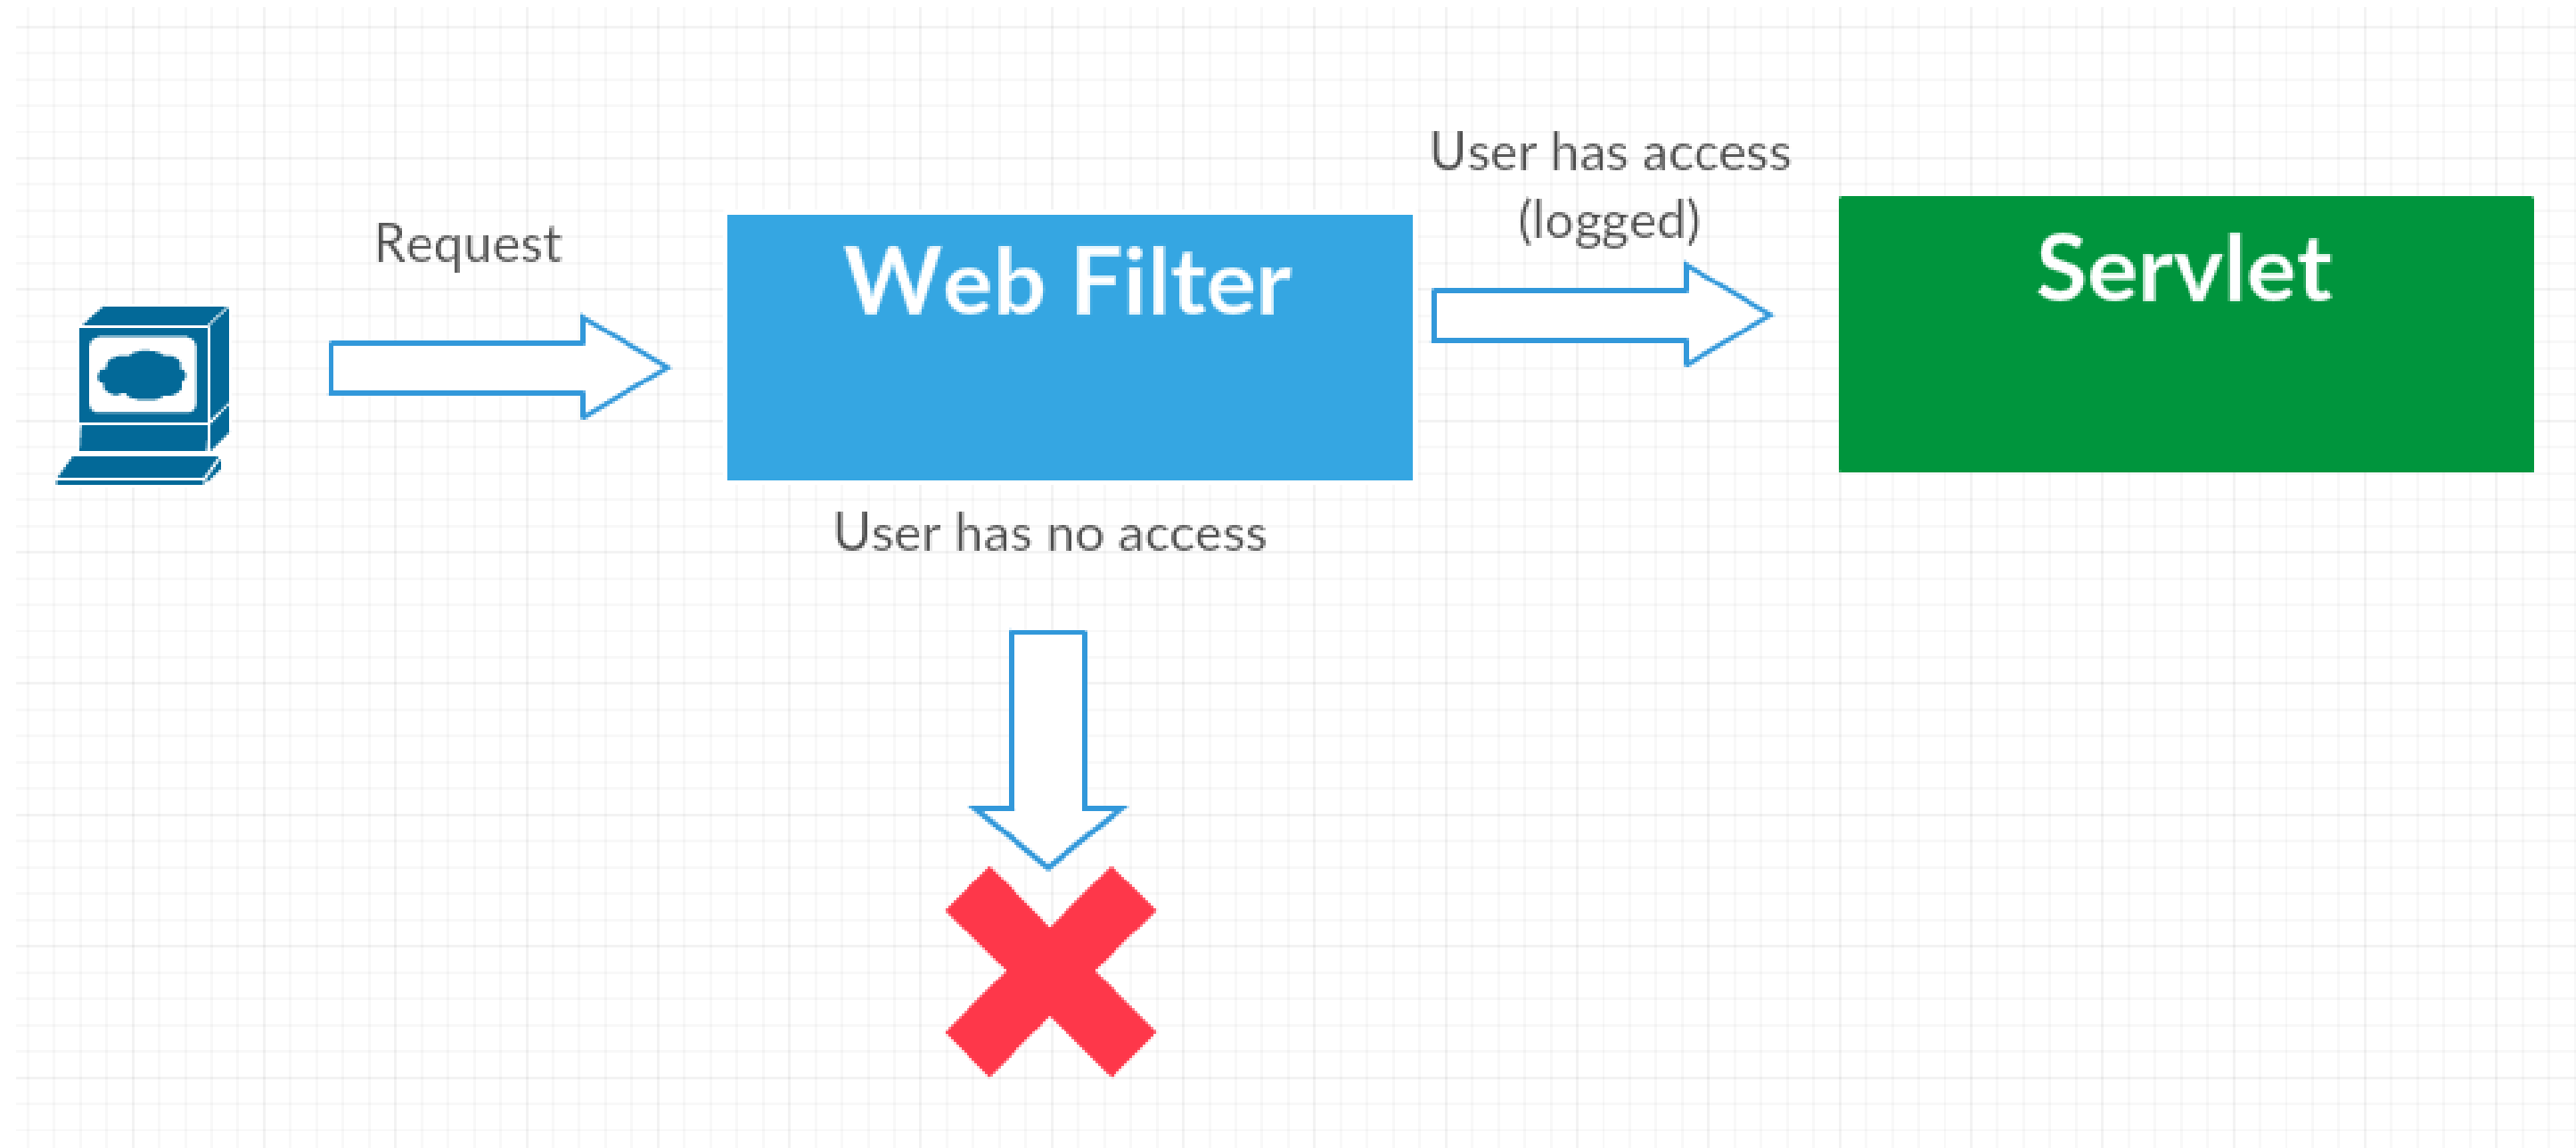 Request
Web Filter
User has access
(logged)
Servlet
User has no access